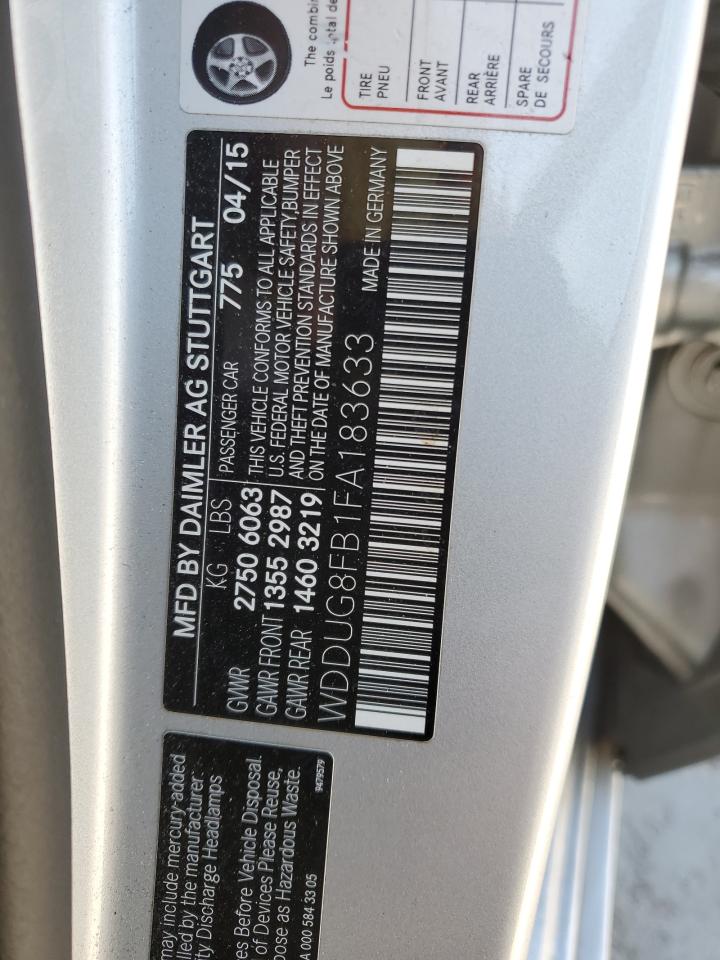 The combin
Le poids total de
TIRE
PNEU
FRONT
AVANT
REAR
ARRIÈRE
SPARE
DE SECOURS
MFD BY DAIMLER AG STUTTGART
KG LBS PASSENGER CAR 775 04/15
GVWR 2750 6063 THIS VEHICLE CONFORMS TO ALL APPLICABLE
GAWR FRONT 1355 2987 U.S. FEDERAL MOTOR VEHICLE SAFETY,BUMPER
GAWR REAR 1460 3219 AND THEFT PREVENTION STANDARDS IN EFFECT
ON THE DATE OF MANUFACTURE SHOWN ABOVE
WDDUG8FB1FA183633 MADE IN GERMANY
may include mercury-added
lled by the manufacturer
ty Discharge Headlamps
es Before Vehicle Disposal.
of Devices Please Reuse,
pose as Hazardous Waste.
A 000 584 33 05 9479579